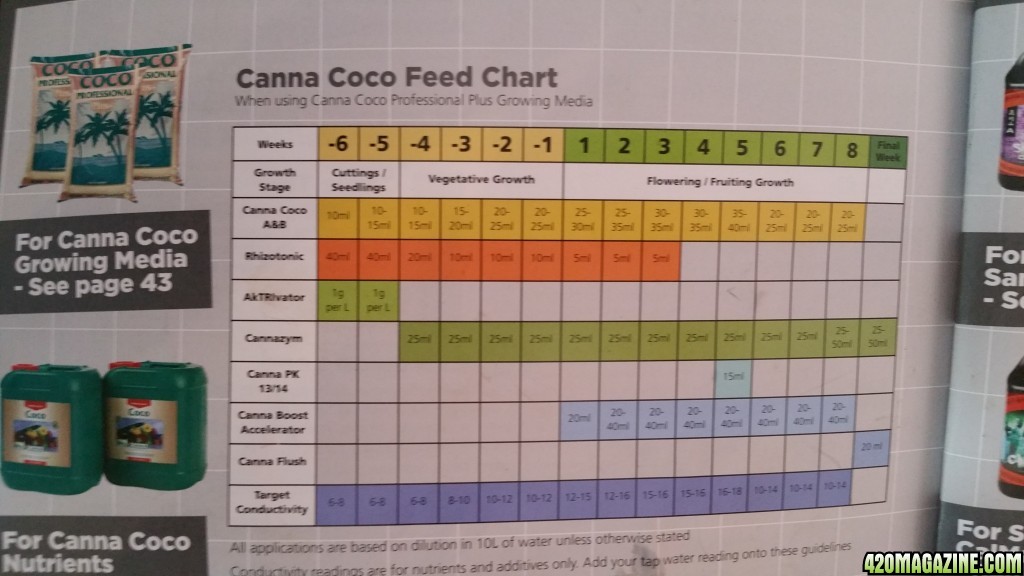 COCO
COCO
PROFESSIONAL
SIONAL
Canna Coco Feed Chart
When using Canna Coco Professional Plus Growing Media
Weeks -6 -5 -4 -3 -2 -1 1 2 3 4 5 6 7 8 Final Week
Growth Stage Cuttings / Seedlings Vegetative Growth Flowering / Fruiting Growth
Canna Coco A&B 10ml 10-15ml 10-15ml 15-20ml 20-25ml 20-25ml 25-30ml 25-35ml 30-35ml 30-35ml 35-40ml 20-25ml 20-25ml 20-25ml
Rhizotonic 40ml 40ml 20ml 10ml 10ml 10ml 5ml 5ml 5ml
AkTRIvator 1g per L 1g per L
Cannazym 25ml 25ml 25ml 25ml 25ml 25ml 25ml 25ml 25ml 25ml 25ml 25-50ml 25-50ml
Canna PK 13/14 15ml
Canna Boost Accelerator 20ml 20-40ml 20-40ml 20-40ml 20-40ml 20-40ml 20-40ml 20-40ml
Canna Flush 20 ml
Target Conductivity 6-8 6-8 6-8 8-10 10-12 10-12 12-15 12-16 15-16 15-16 16-18 10-14 10-14 10-14
All applications are based on dilution in 10L of water unless otherwise stated
Conductivity readings are for nutrients and additives only. Add your tap water reading onto these guidelines
For Canna Coco
Growing Media
- See page 43
Coco
Coco
For Canna Coco
Nutrients
For
San
- Se
For S
420MAGAZINE.COM